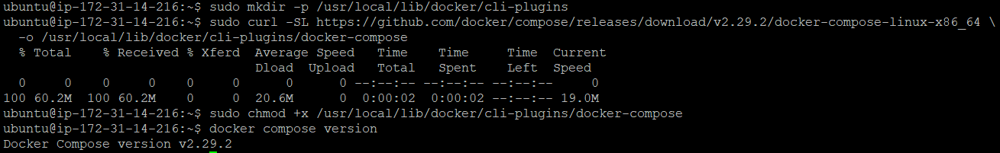 ubuntu@ip-172-31-14-216:~$ sudo mkdir -p /usr/local/lib/docker/cli-plugins
ubuntu@ip-172-31-14-216:~$ sudo curl -SL https://github.com/docker/compose/releases/download/v2.29.2/docker-compose-linux-x86_64 \
  -o /usr/local/lib/docker/cli-plugins/docker-compose
  % Total    % Received % Xferd  Average Speed   Time    Time     Time  Current
                                 Dload  Upload   Total   Spent    Left  Speed
  0     0    0     0    0     0      0      0 --:--:-- --:--:-- --:--:--     0
100 60.2M  100 60.2M    0     0  20.6M      0  0:00:02  0:00:02 --:--:-- 19.0M
ubuntu@ip-172-31-14-216:~$ sudo chmod +x /usr/local/lib/docker/cli-plugins/docker-compose
ubuntu@ip-172-31-14-216:~$ docker compose version
Docker Compose version v2.29.2